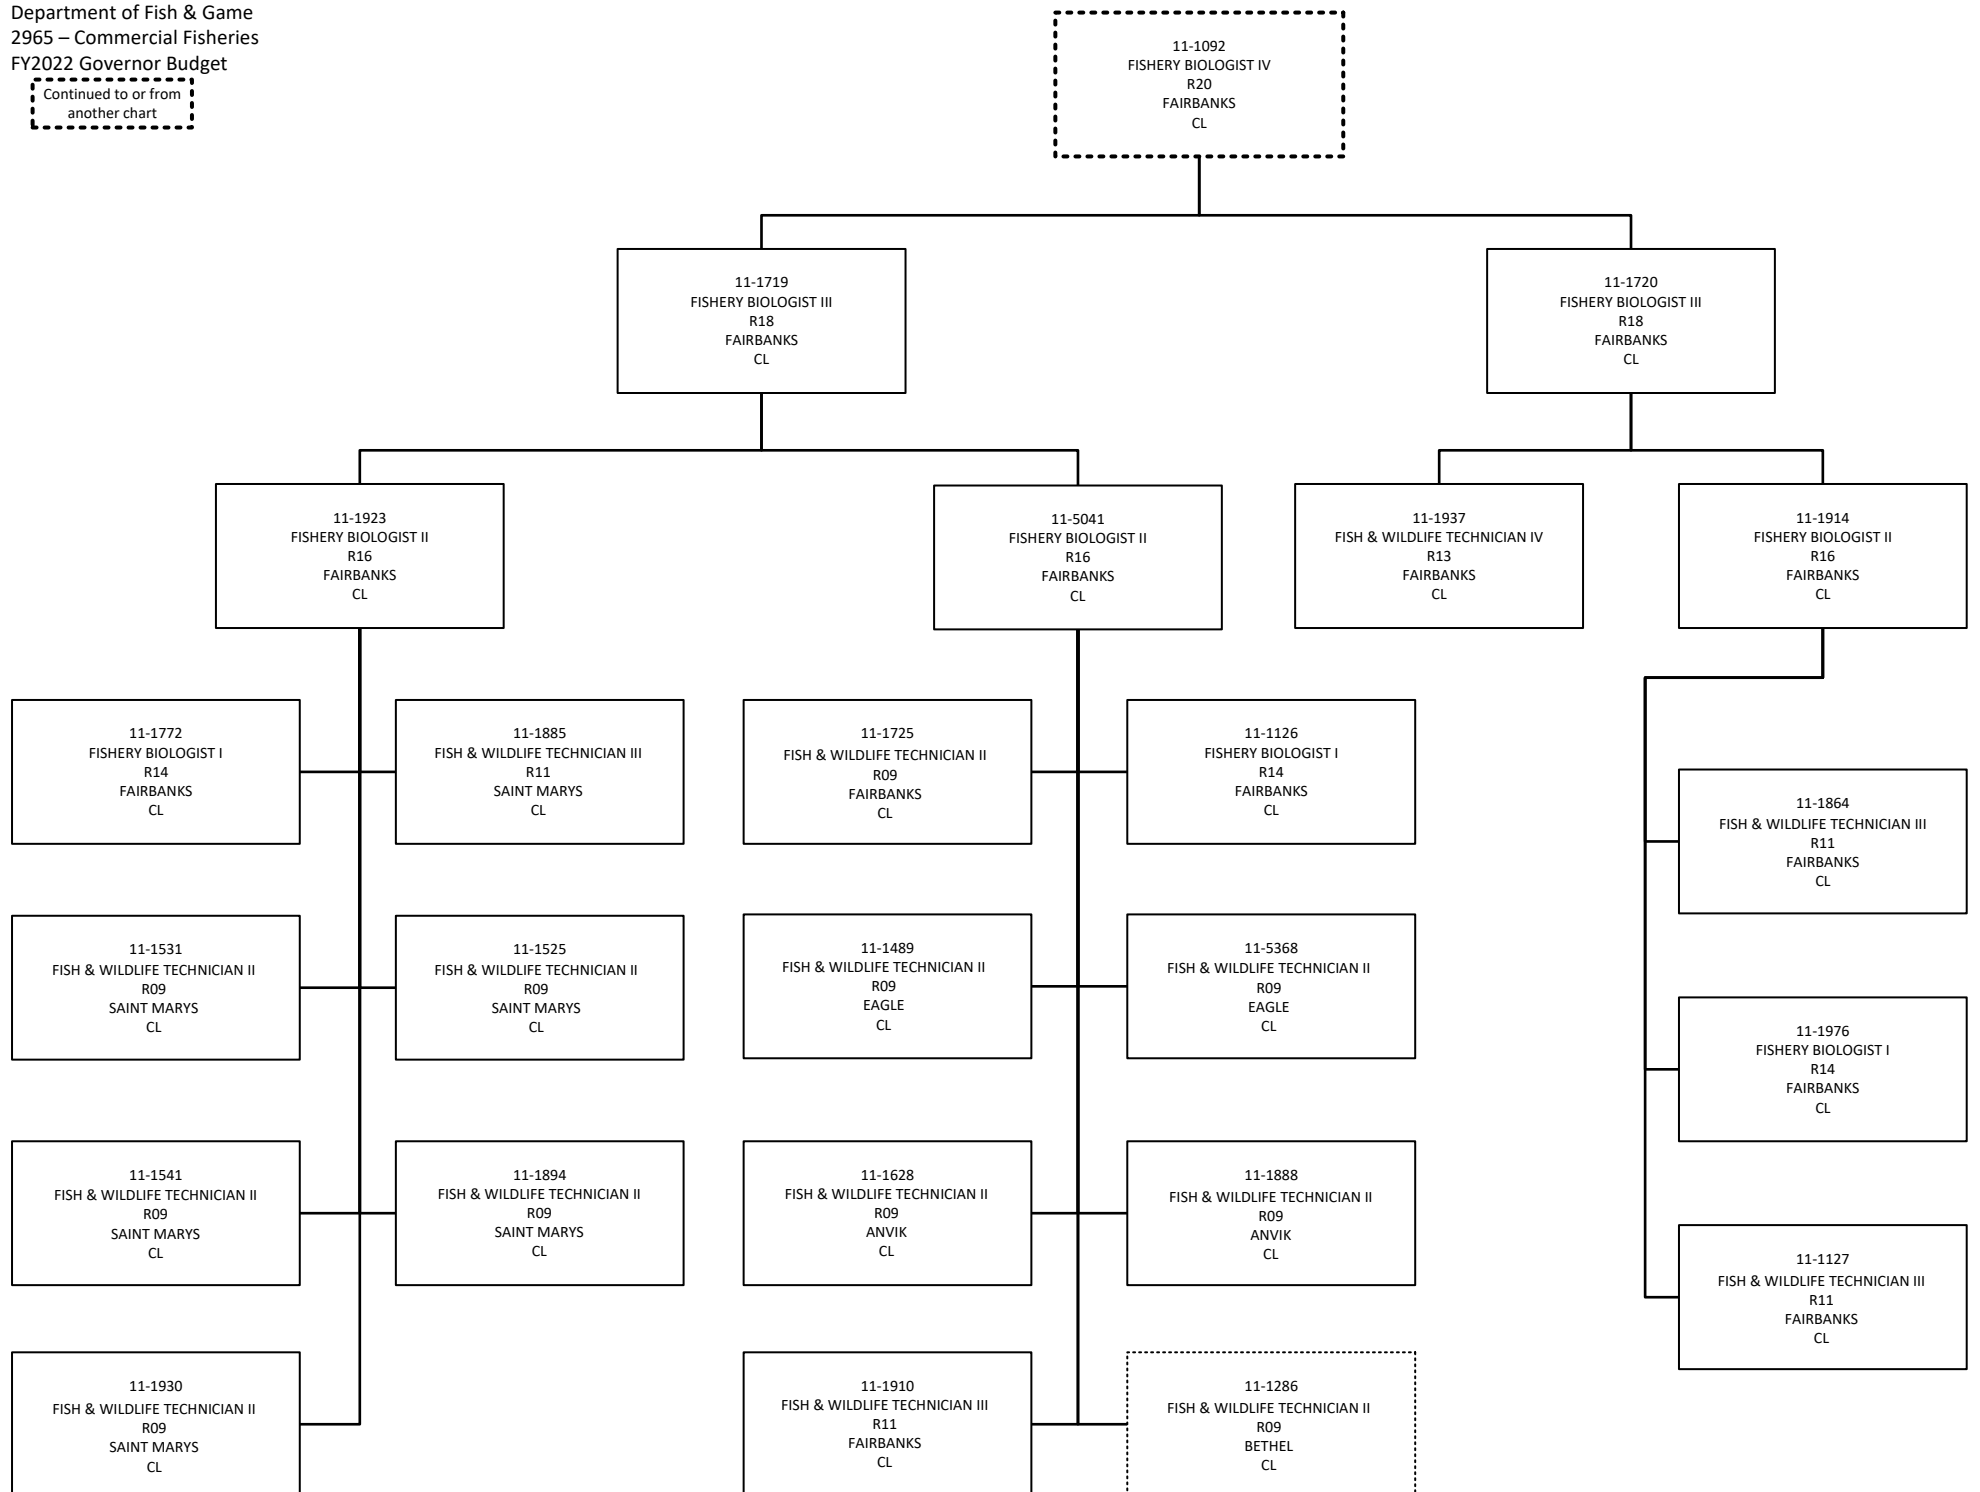 Department of Fish & Game
2965 – Commercial Fisheries
FY2022 Governor Budget
Continued to or from
another chart
11-1092
FISHERY BIOLOGIST IV
R20
FAIRBANKS
CL
11-1719
FISHERY BIOLOGIST III
R18
FAIRBANKS
CL
11-1720
FISHERY BIOLOGIST III
R18
FAIRBANKS
CL
11-1923
FISHERY BIOLOGIST II
R16
FAIRBANKS
CL
11-5041
FISHERY BIOLOGIST II
R16
FAIRBANKS
CL
11-1937
FISH & WILDLIFE TECHNICIAN IV
R13
FAIRBANKS
CL
11-1914
FISHERY BIOLOGIST II
R16
FAIRBANKS
CL
11-1772
FISHERY BIOLOGIST I
R14
FAIRBANKS
CL
11-1885
FISH & WILDLIFE TECHNICIAN III
R11
SAINT MARYS
CL
11-1725
FISH & WILDLIFE TECHNICIAN II
R09
FAIRBANKS
CL
11-1126
FISHERY BIOLOGIST I
R14
FAIRBANKS
CL
11-1864
FISH & WILDLIFE TECHNICIAN III
R11
FAIRBANKS
CL
11-1531
FISH & WILDLIFE TECHNICIAN II
R09
SAINT MARYS
CL
11-1525
FISH & WILDLIFE TECHNICIAN II
R09
SAINT MARYS
CL
11-1489
FISH & WILDLIFE TECHNICIAN II
R09
EAGLE
CL
11-5368
FISH & WILDLIFE TECHNICIAN II
R09
EAGLE
CL
11-1976
FISHERY BIOLOGIST I
R14
FAIRBANKS
CL
11-1541
FISH & WILDLIFE TECHNICIAN II
R09
SAINT MARYS
CL
11-1894
FISH & WILDLIFE TECHNICIAN II
R09
SAINT MARYS
CL
11-1628
FISH & WILDLIFE TECHNICIAN II
R09
ANVIK
CL
11-1888
FISH & WILDLIFE TECHNICIAN II
R09
ANVIK
CL
11-1127
FISH & WILDLIFE TECHNICIAN III
R11
FAIRBANKS
CL
11-1930
FISH & WILDLIFE TECHNICIAN II
R09
SAINT MARYS
CL
11-1910
FISH & WILDLIFE TECHNICIAN III
R11
FAIRBANKS
CL
11-1286
FISH & WILDLIFE TECHNICIAN II
R09
BETHEL
CL